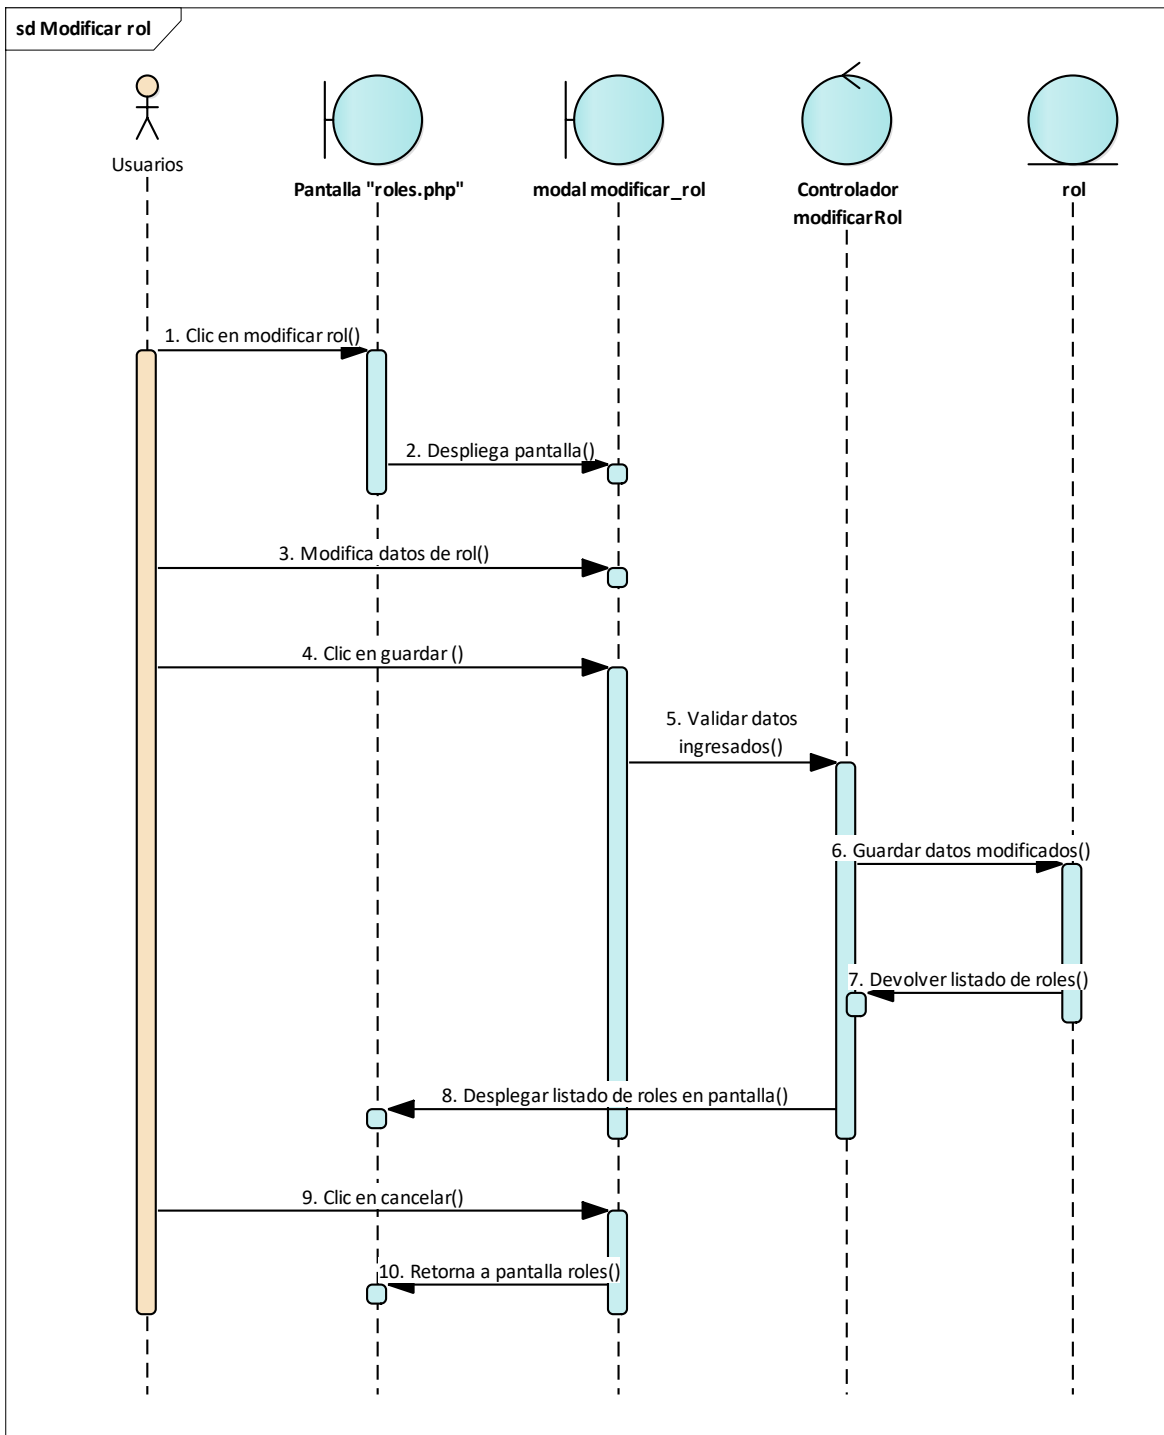 sd Modificar rol
Usuarios
Pantalla "roles.php"
modal modificar_rol
Controlador
modificarRol
rol
1. Clic en modificar rol()
2. Despliega pantalla()
3. Modifica datos de rol()
4. Clic en guardar ()
5. Validar datos
ingresados()
6. Guardar datos modificados()
7. Devolver listado de roles()
8. Desplegar listado de roles en pantalla()
9. Clic en cancelar()
10. Retorna a pantalla roles()